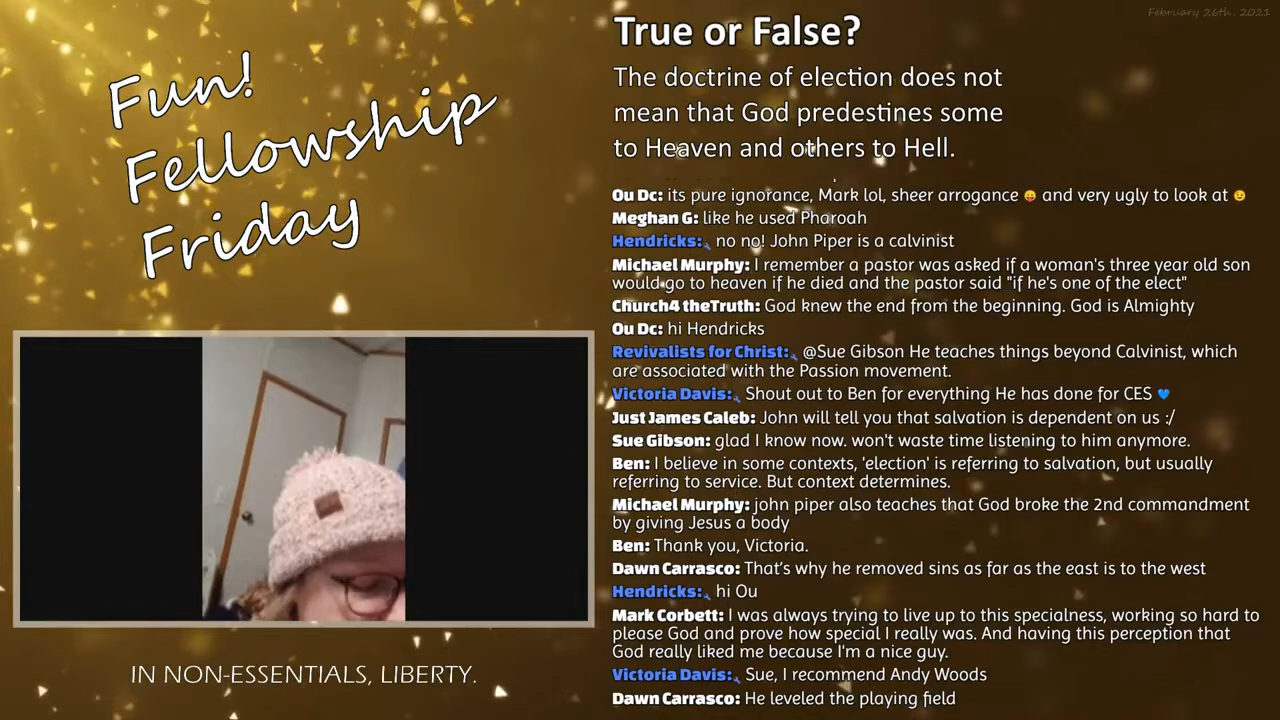 February 26th, 2021
Fun!
Fellowship
Friday
IN NON-ESSENTIALS, LIBERTY.
True or False?
The doctrine of election does not
mean that God predestines some
to Heaven and others to Hell.
Ou Dc: its pure ignorance, Mark lol, sheer arrogance 😛 and very ugly to look at 😉
Meghan G: like he used Pharoah
Hendricks: no no! John Piper is a calvinist
Michael Murphy: I remember a pastor was asked if a woman's three year old son
would go to heaven if he died and the pastor said "if he's one of the elect"
Church4 theTruth: God knew the end from the beginning. God is Almighty
Ou Dc: hi Hendricks
Revivalists for Christ: @Sue Gibson He teaches things beyond Calvinist, which
are associated with the Passion movement.
Victoria Davis: Shout out to Ben for everything He has done for CES 💙
Just James Caleb: John will tell you that salvation is dependent on us :/
Sue Gibson: glad I know now. won't waste time listening to him anymore.
Ben: I believe in some contexts, 'election' is referring to salvation, but usually
referring to service. But context determines.
Michael Murphy: john piper also teaches that God broke the 2nd commandment
by giving Jesus a body
Ben: Thank you, Victoria.
Dawn Carrasco: That's why he removed sins as far as the east is to the west
Hendricks: hi Ou
Mark Corbett: I was always trying to live up to this specialness, working so hard to
please God and prove how special I really was. And having this perception that
God really liked me because I'm a nice guy.
Victoria Davis: Sue, I recommend Andy Woods
Dawn Carrasco: He leveled the playing field